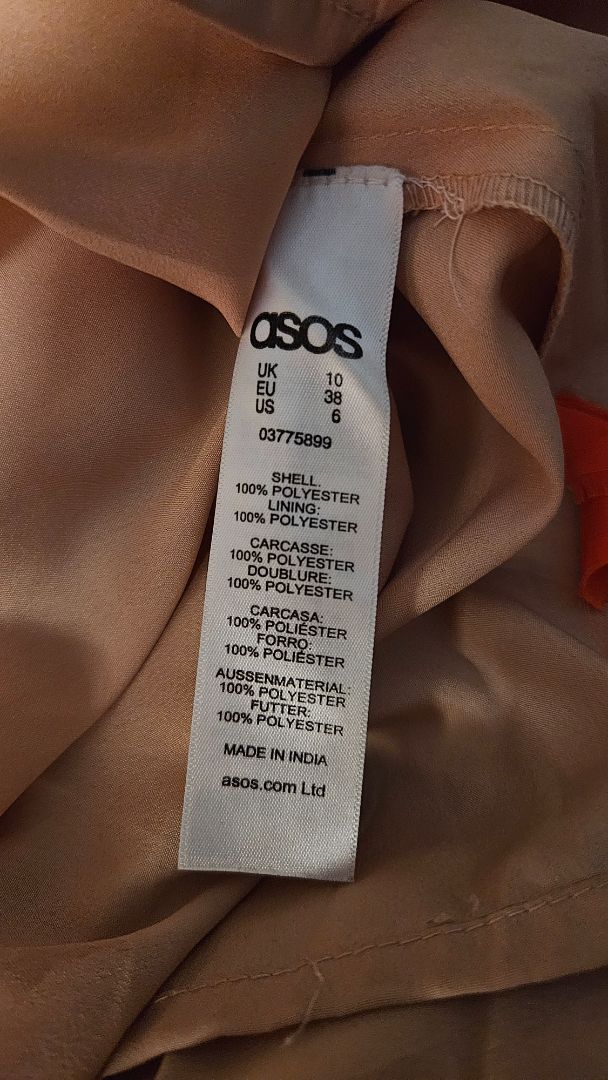 asos
UK 10
EU 38
US 6
03775899
SHELL:
100% POLYESTER
LINING:
100% POLYESTER
CARCASSE:
100% POLYESTER
DOUBLURE:
100% POLYESTER
CARCASA:
100% POLIÉSTER
FORRO:
100% POLIÉSTER
AUSSENMATERIAL:
100% POLYESTER
FUTTER:
100% POLYESTER
MADE IN INDIA
asos.com Ltd